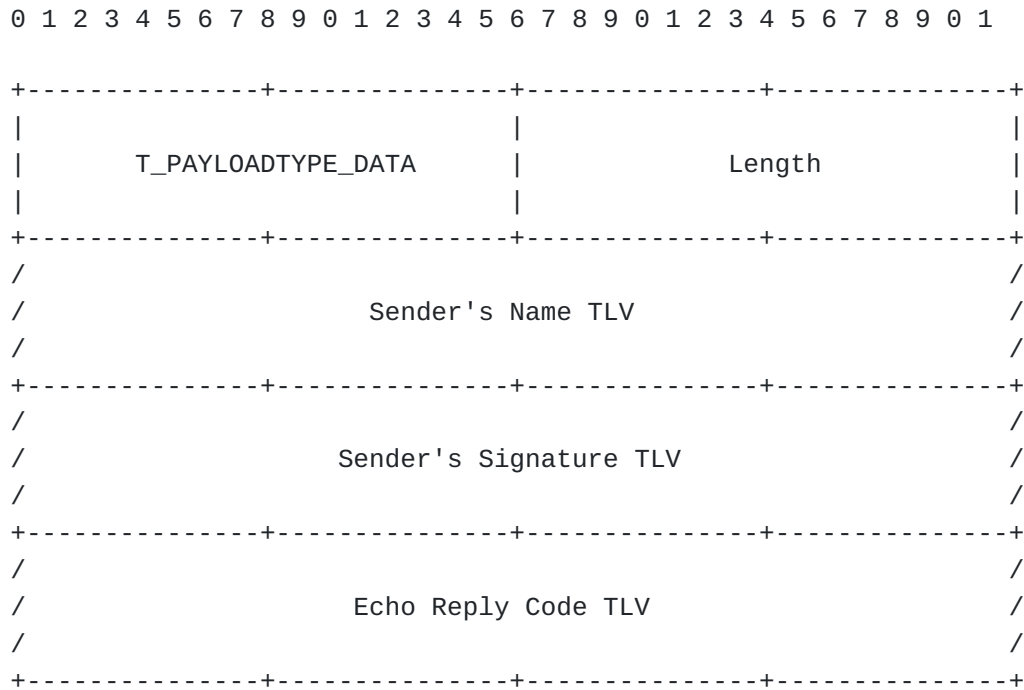 0 1 2 3 4 5 6 7 8 9 0 1 2 3 4 5 6 7 8 9 0 1 2 3 4 5 6 7 8 9 0 1
+---------------+---------------+---------------+---------------+
|                               |                               |
|       T_PAYLOADTYPE_DATA      |             Length            |
|                               |                               |
+---------------+---------------+---------------+---------------+
/                                                               /
/                      Sender's Name TLV                        /
/                                                               /
+---------------+---------------+---------------+---------------+
/                                                               /
/                    Sender's Signature TLV                     /
/                                                               /
+---------------+---------------+---------------+---------------+
/                                                               /
/                     Echo Reply Code TLV                       /
/                                                               /
+---------------+---------------+---------------+---------------+